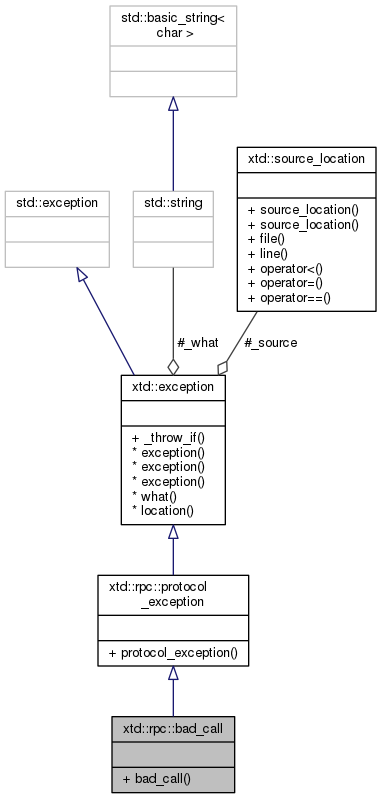 std::basic_string<
char >
xtd::source_location
+ source_location()
+ source_location()
+ file()
+ line()
+ operator<()
+ operator=()
+ operator==()
std::exception
std::string
#_what
#_source
xtd::exception
+ _throw_if()
* exception()
* exception()
* exception()
* what()
* location()
xtd::rpc::protocol
_exception
+ protocol_exception()
xtd::rpc::bad_call
+ bad_call()